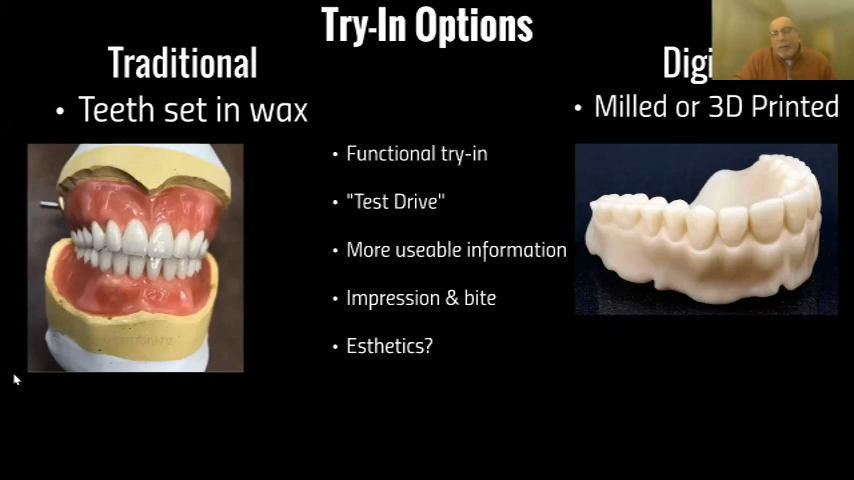 Try-In Options
Traditional
• Teeth set in wax
• Functional try-in
• "Test Drive"
• More useable information
• Impression & bite
• Esthetics?
• Milled or 3D Printed